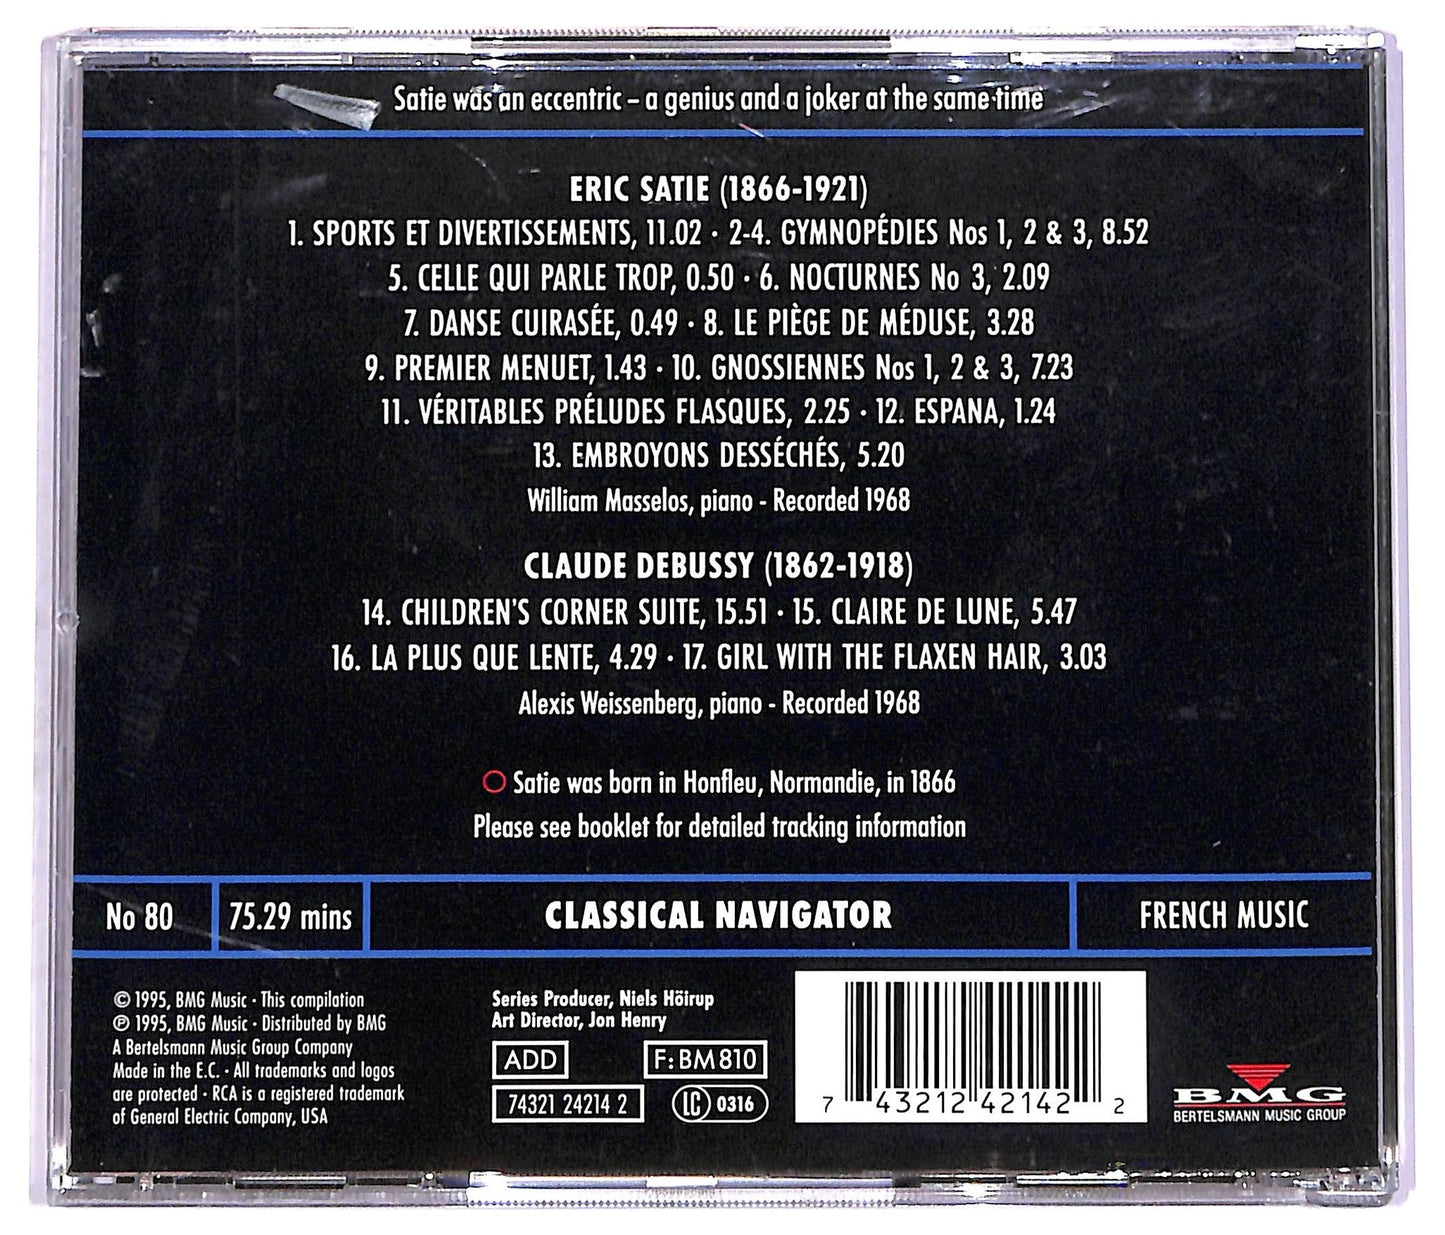 Satie was an eccentric – a genius and a joker at the same time
ERIC SATIE (1866-1921)
1. SPORTS ET DIVERTISSEMENTS, 11.02 · 2-4. GYMNOPÉDIES Nos 1, 2 & 3, 8.52
5. CELLE QUI PARLE TROP, 0.50 · 6. NOCTURNES No 3, 2.09
7. DANSE CUIRASÉE, 0.49 · 8. LE PIÈGE DE MÉDUSE, 3.28
9. PREMIER MENUET, 1.43 · 10. GNOSSIENNES Nos 1, 2 & 3, 7.23
11. VÉRITABLES PRÉLUDES FLASQUES, 2.25 · 12. ESPANA, 1.24
13. EMBROYONS DESSÉCHÉS, 5.20
William Masselos, piano - Recorded 1968
CLAUDE DEBUSSY (1862-1918)
14. CHILDREN'S CORNER SUITE, 15.51 · 15. CLAIRE DE LUNE, 5.47
16. LA PLUS QUE LENTE, 4.29 · 17. GIRL WITH THE FLAXEN HAIR, 3.03
Alexis Weissenberg, piano - Recorded 1968
Satie was born in Honfleu, Normandie, in 1866
Please see booklet for detailed tracking information
No 80
75.29 mins
CLASSICAL NAVIGATOR
FRENCH MUSIC
© 1995, BMG Music · This compilation
℗ 1995, BMG Music · Distributed by BMG
A Bertelsmann Music Group Company
Made in the E.C. · All trademarks and logos
are protected · RCA is a registered trademark
of General Electric Company, USA
Series Producer, Niels Höirup
Art Director, Jon Henry
ADD
F: BM 810
74321 24214 2
LC 0316
7 43212 42142 2
BMG
BERTELSMANN MUSIC GROUP